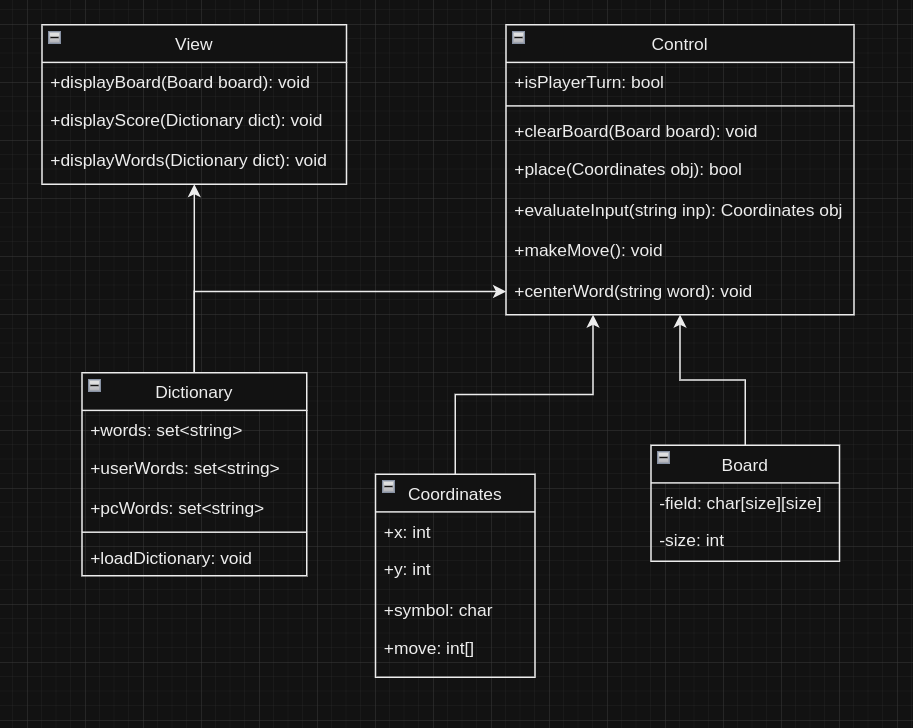 View
+displayBoard(Board board): void
+displayScore(Dictionary dict): void
+displayWords(Dictionary dict): void
Control
+isPlayerTurn: bool
+clearBoard(Board board): void
+place(Coordinates obj): bool
+evaluateInput(string inp): Coordinates obj
+makeMove(): void
+centerWord(string word): void
Dictionary
+words: set<string>
+userWords: set<string>
+pcWords: set<string>
+loadDictionary: void
Coordinates
+x: int
+y: int
+symbol: char
+move: int[]
Board
-field: char[size][size]
-size: int